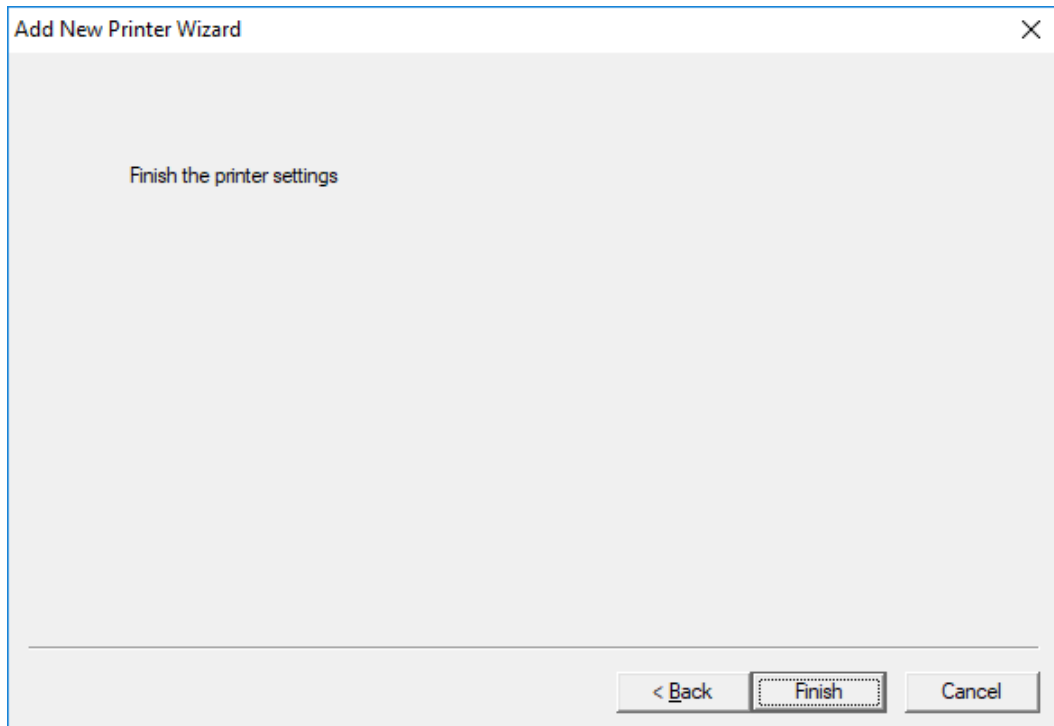 Add New Printer Wizard
Finish the printer settings
< Back
Finish
Cancel